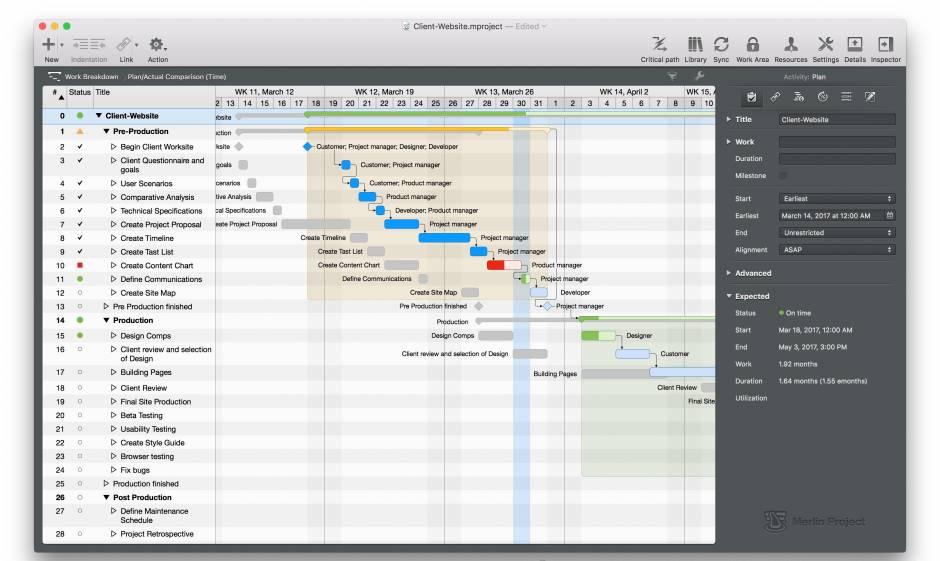 Client-Website.mproject — Edited
New Indentation Link Action Critical path Library Sync Work Area Resources Settings Details Inspector
Work Breakdown Plan/Actual Comparison (Time) Activity: Plan
# Status Title WK 11, March 12 WK 12, March 19 WK 13, March 26 WK 14, April 2 WK 15, A
2 13 14 15 16 17 18 19 20 21 22 23 24 25 26 27 28 29 30 31 1 2 3 4 5 6 7 8 9 10
0 Client-Website
ebsite
1 Pre-Production
uction
2 Begin Client Worksite
ksite Customer; Project manager; Designer; Developer
3 Client Questionnaire and
goals
goals Customer; Project manager
4 User Scenarios
cenarios Customer; Product manager
5 Comparative Analysis
tive Analysis Product manager
6 Technical Specifications
cal Specifications Developer; Product manager
7 Create Project Proposal
eate Project Proposal Project manager
8 Create Timeline
Create Timeline Project manager
9 Create Tast List
Create Tast List Project manager
10 Create Content Chart
Create Content Chart Product manager
11 Define Communications
Define Communications Project manager
12 Create Site Map
Create Site Map Developer
13 Pre Production finished
Pre Production finished Project manager
14 Production
Production
15 Design Comps
Design Comps Designer
16 Client review and selection
of Design
Client review and selection of Design Customer
17 Building Pages
Building Pages
18 Client Review
Client Review
19 Final Site Production
Final Site
20 Beta Testing
21 Usability Testing
22 Create Style Guide
23 Browser testing
24 Fix bugs
25 Production finished
26 Post Production
27 Define Maintenance
Schedule
28 Project Retrospective
Title Client-Website
Work
Duration
Milestone
Start Earliest
Earliest March 14, 2017 at 12:00 AM
End Unrestricted
Alignment ASAP
Advanced
Expected
Status On time
Start Mar 18, 2017, 12:00 AM
End May 3, 2017, 3:00 PM
Work 1.92 months
Duration 1.64 months (1.55 emonths)
Utilization
Merlin Project